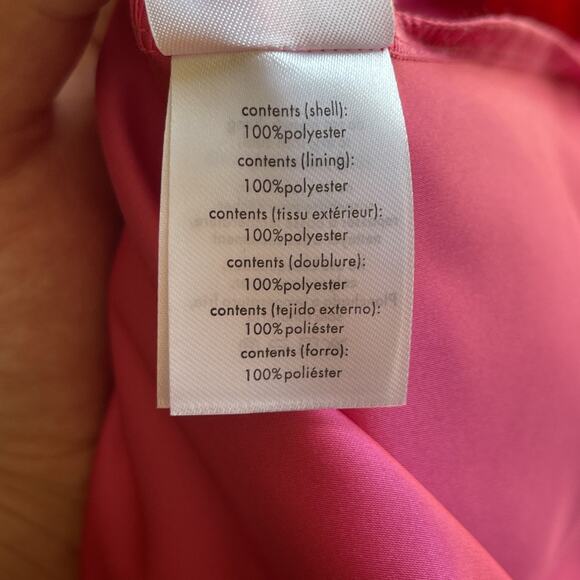 contents (shell):
100%polyester
contents (lining):
100%polyester
contents (tissu extérieur):
100%polyester
contents (doublure):
100%polyester
contents (tejido externo):
100%poliéster
contents (forro):
100%poliéster